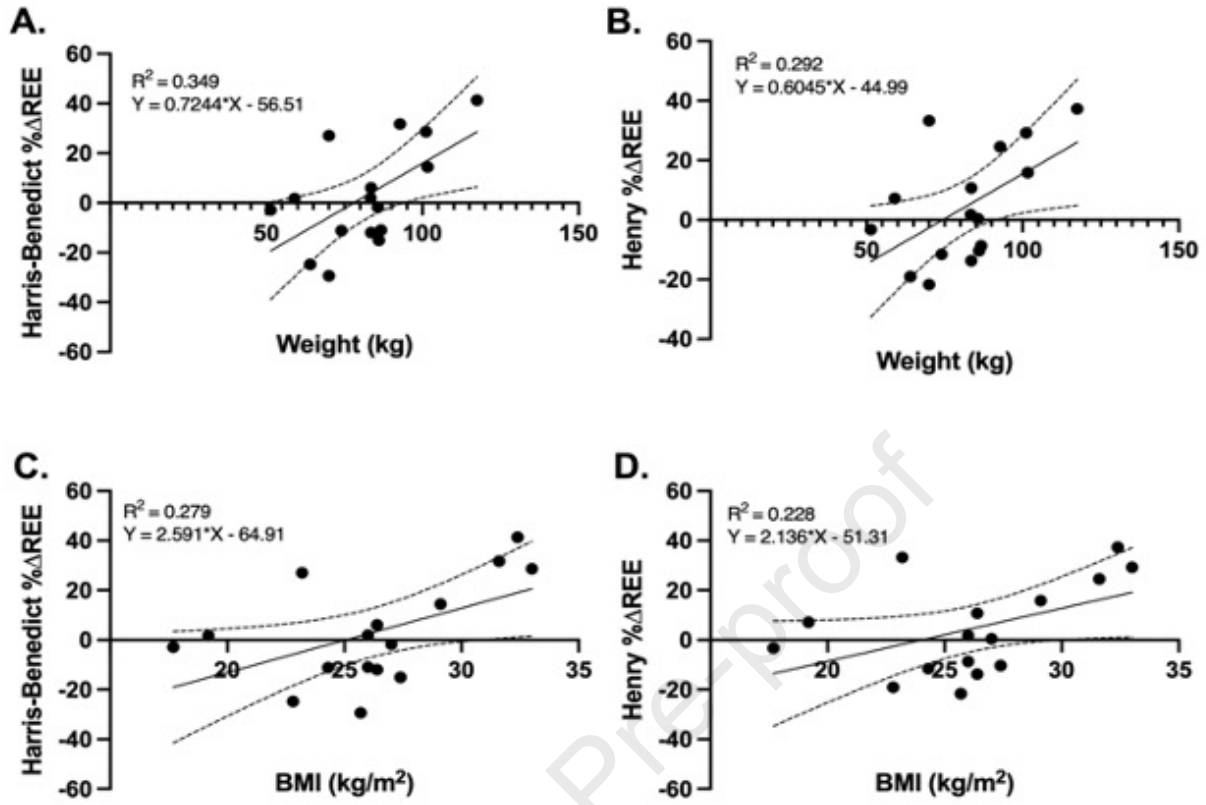 A.
60
40
20
0
-20
-40
-60
50
100
150
R² = 0.349
Y = 0.7244*X - 56.51
Harris-Benedict %ΔREE
Weight (kg)
B.
60
40
20
0
-20
-40
50
100
150
R² = 0.292
Y = 0.6045*X - 44.99
Henry %ΔREE
Weight (kg)
C.
60
40
20
0
-20
-40
-60
20
25
30
35
R² = 0.279
Y = 2.591*X - 64.91
Harris-Benedict %ΔREE
BMI (kg/m²)
D.
60
40
20
0
-20
-40
-60
20
25
30
35
R² = 0.228
Y = 2.136*X - 51.31
Henry %ΔREE
BMI (kg/m²)
Pre-proof